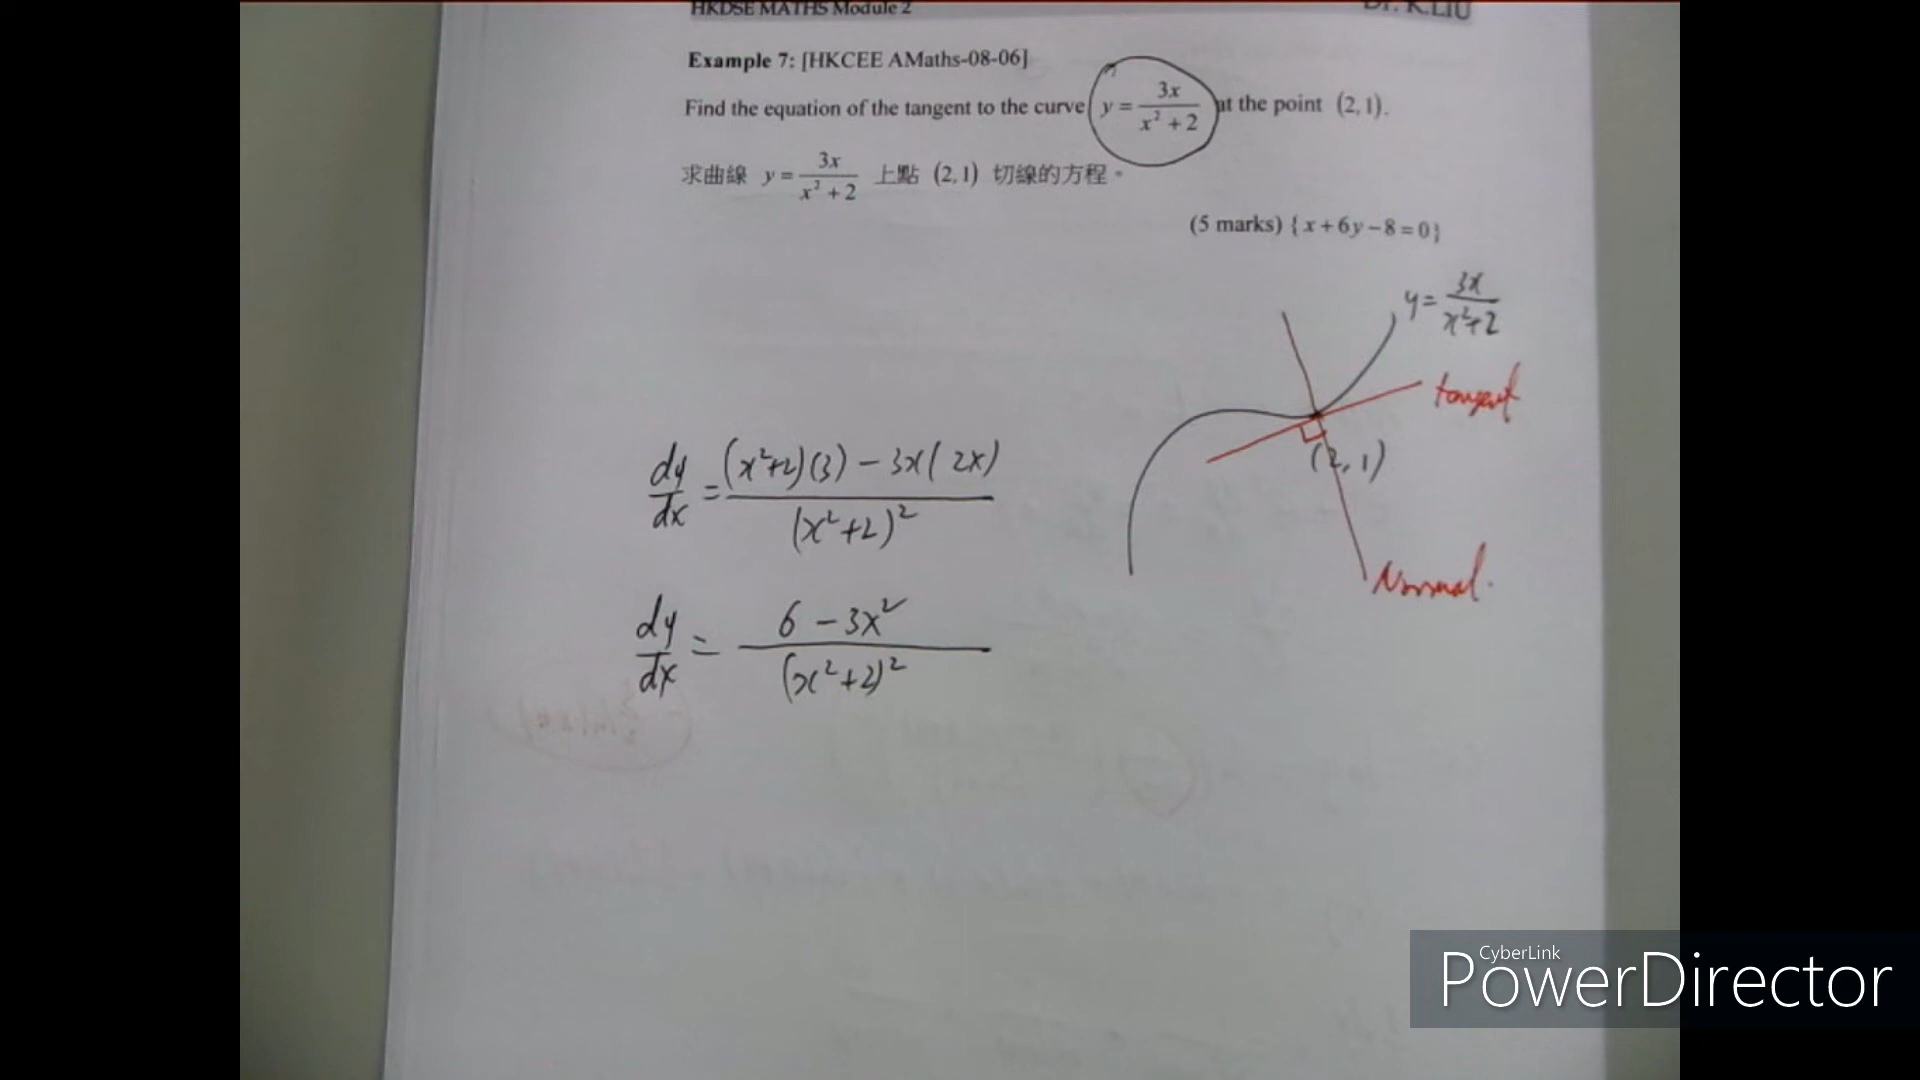 HKDSE MATHS Module 2
Dr. K.LIU
Example 7: [HKCEE AMaths-08-06]
Find the equation of the tangent to the curve y = 3x / (x² + 2) at the point (2, 1).
求曲線 y = 3x / (x² + 2) 上點 (2, 1) 切線的方程。
(5 marks) {x + 6y − 8 = 0}
y = 3x / (x²+2)
tangent
(2, 1)
Normal.
dy/dx = ((x²+2)(3) − 3x(2x)) / (x²+2)²
dy/dx = (6 − 3x²) / (x²+2)²
CyberLink
PowerDirector